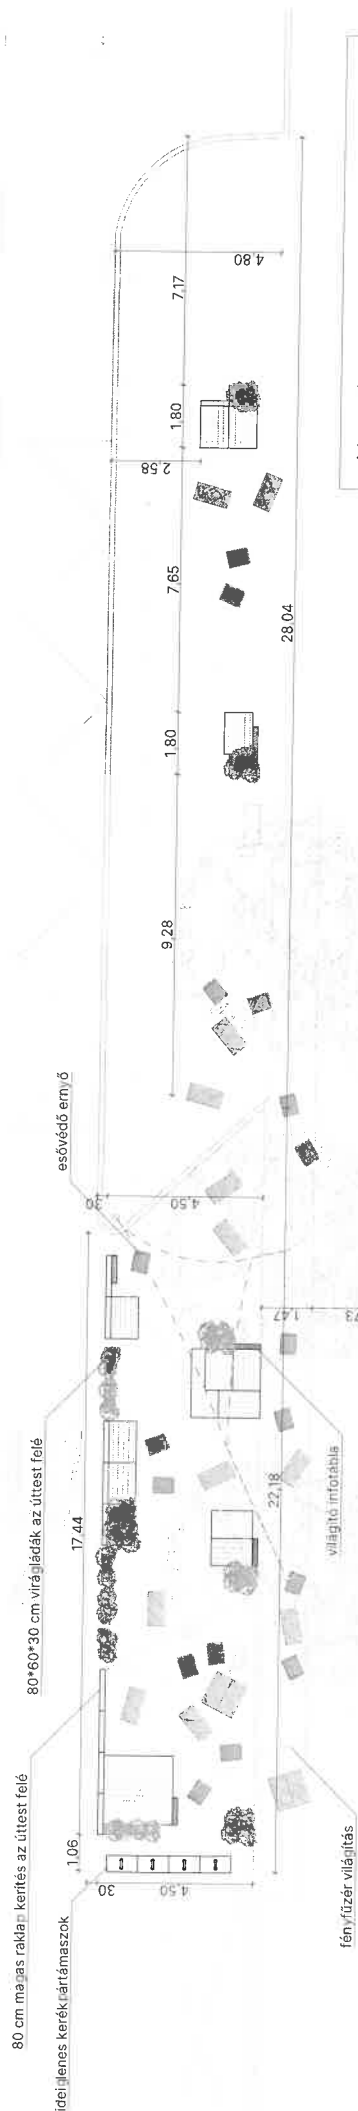 80 cm magas raklap kerítés az úttest felé
ideiglenes kerékpártámaszok
80*60*30 cm virágládák az úttest felé
esővédő ernyő
világító infotábla
fényfűzér világítás
1.06
17.44
30
4,50
30
4,50
22.18
1,47
73
9.28
1.80
7.65
1.80
7.17
2,58
4,80
28.04